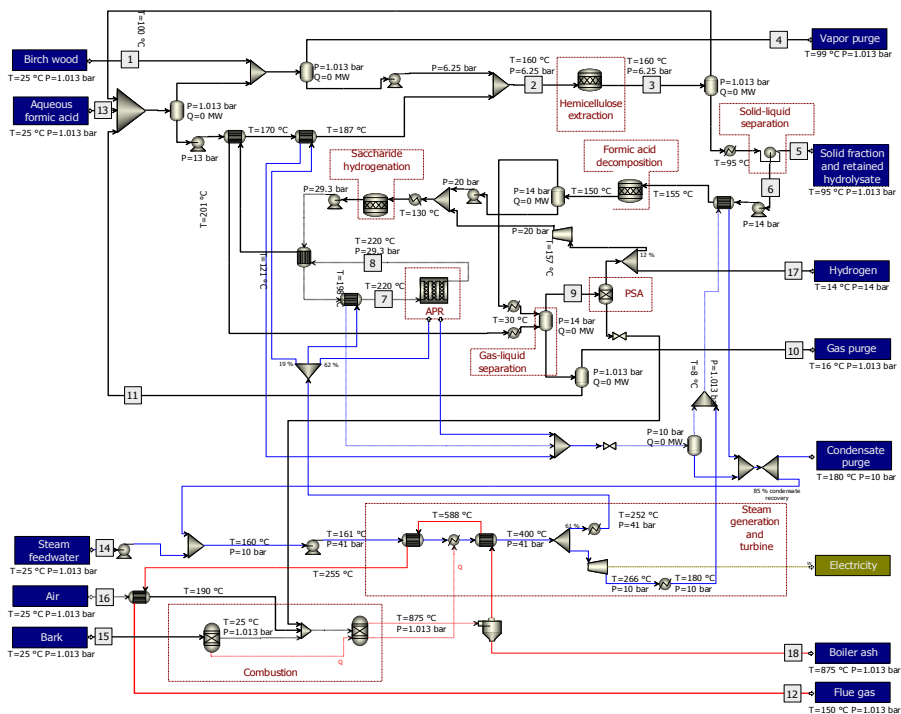 T=100 °C
Birch wood
1
T=25 °C P=1.013 bar
4
Vapor purge
T=99 °C P=1.013 bar
P=1.013 bar
Q=0 MW
P=6.25 bar
T=160 °C
P=6.25 bar
2
T=160 °C
P=6.25 bar
3
P=1.013 bar
Q=0 MW
Hemicellulose
extraction
Aqueous
formic acid
13
T=25 °C P=1.013 bar
P=1.013 bar
Q=0 MW
P=13 bar
T=170 °C
T=187 °C
Solid-liquid
separation
T=95 °C
5
6
Solid fraction
and retained
hydrolysate
T=95 °C P=1.013 bar
Saccharide
hydrogenation
Formic acid
decomposition
T=150 °C
T=155 °C
P=14 bar
P=14 bar
Q=0 MW
P=20 bar
T=130 °C
P=29.3 bar
P=20 bar
T=201 °C
T=121 °C
T=220 °C
P=29.3 bar
8
T=198 °C
7
T=220 °C
APR
T=157 °C
12 %
17
Hydrogen
T=14 °C P=14 bar
9
PSA
T=30 °C
P=14 bar
Q=0 MW
Gas-liquid
separation
10
Gas purge
T=16 °C P=1.013 bar
P=1.013 bar
Q=0 MW
19 %
62 %
11
T=8 °C
P=1.013 bar
P=10 bar
Q=0 MW
Condensate
purge
T=180 °C P=10 bar
85 % condensate
recovery
Steam
feedwater
14
T=25 °C P=1.013 bar
T=160 °C
P=10 bar
T=161 °C
P=41 bar
T=588 °C
T=400 °C
P=41 bar
61 %
T=252 °C
P=41 bar
Steam
generation
and
turbine
T=255 °C
T=266 °C
P=10 bar
T=180 °C
P=10 bar
Electricity
Air
16
T=25 °C P=1.013 bar
T=190 °C
Bark
15
T=25 °C P=1.013 bar
T=25 °C
P=1.013 bar
Q
Q
T=875 °C
P=1.013 bar
Combustion
18
Boiler ash
T=875 °C P=1.013 bar
12
Flue gas
T=150 °C P=1.013 bar